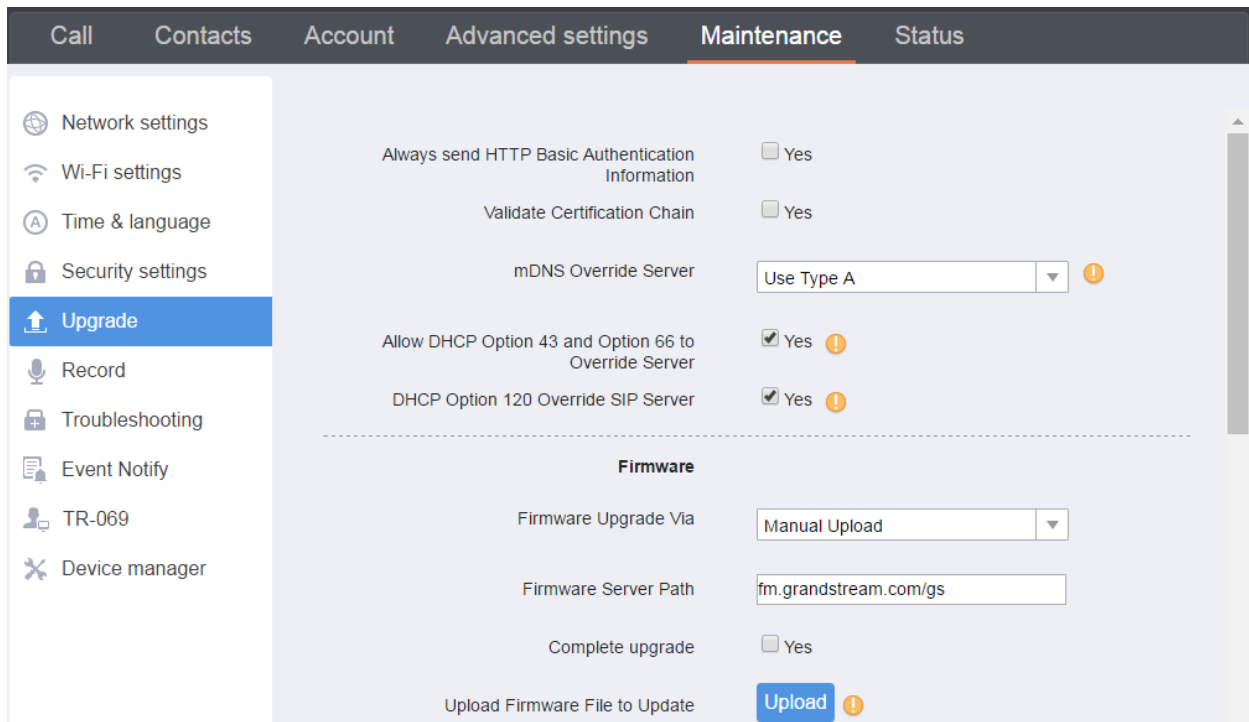 Call Contacts Account Advanced settings Maintenance Status
Network settings
Wi-Fi settings
Time & language
Security settings
Upgrade
Record
Troubleshooting
Event Notify
TR-069
Device manager
Always send HTTP Basic Authentication
Information
Yes
Validate Certification Chain
Yes
mDNS Override Server
Use Type A
Allow DHCP Option 43 and Option 66 to
Override Server
Yes
DHCP Option 120 Override SIP Server
Yes
Firmware
Firmware Upgrade Via
Manual Upload
Firmware Server Path
fm.grandstream.com/gs
Complete upgrade
Yes
Upload Firmware File to Update
Upload